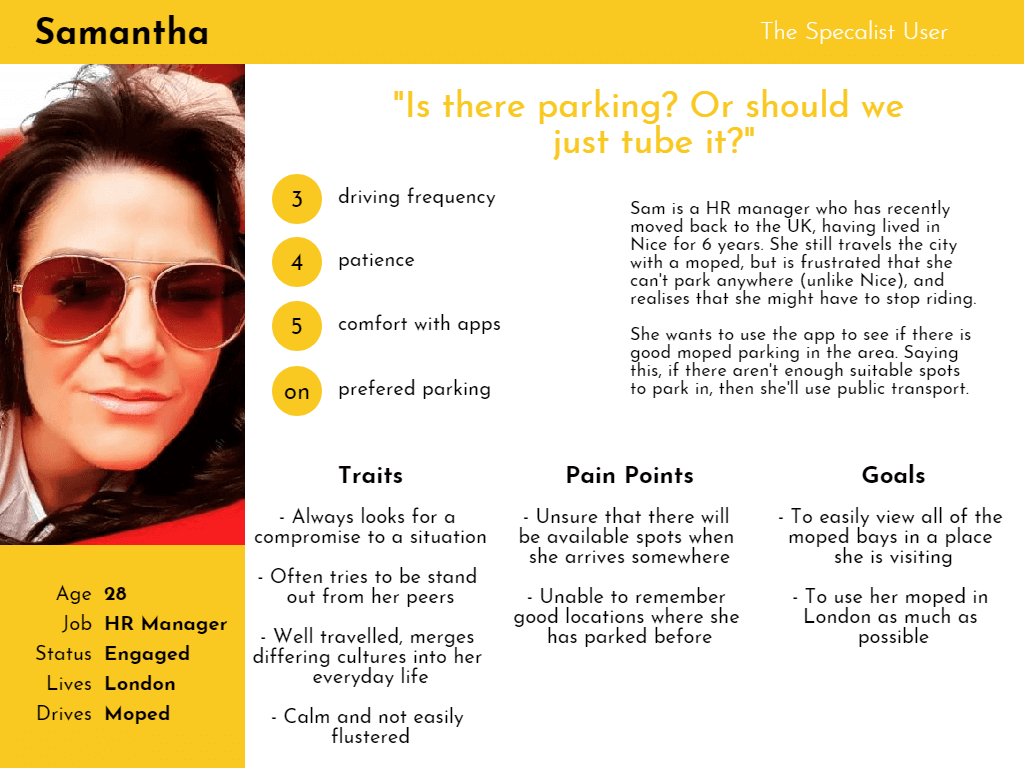 Samantha
The Specalist User
"Is there parking? Or should we
just tube it?"
3 driving frequency
4 patience
5 comfort with apps
on prefered parking
Sam is a HR manager who has recently
moved back to the UK, having lived in
Nice for 6 years. She still travels the city
with a moped, but is frustrated that she
can't park anywhere (unlike Nice), and
realises that she might have to stop riding.
She wants to use the app to see if there is
good moped parking in the area. Saying
this, if there aren't enough suitable spots
to park in, then she'll use public transport.
Traits
- Always looks for a
compromise to a situation
- Often tries to be stand
out from her peers
- Well travelled, merges
differing cultures into her
everyday life
- Calm and not easily
flustered
Pain Points
- Unsure that there will
be available spots when
she arrives somewhere
- Unable to remember
good locations where she
has parked before
Goals
- To easily view all of the
moped bays in a place
she is visiting
- To use her moped in
London as much as
possible
Age 28
Job HR Manager
Status Engaged
Lives London
Drives Moped